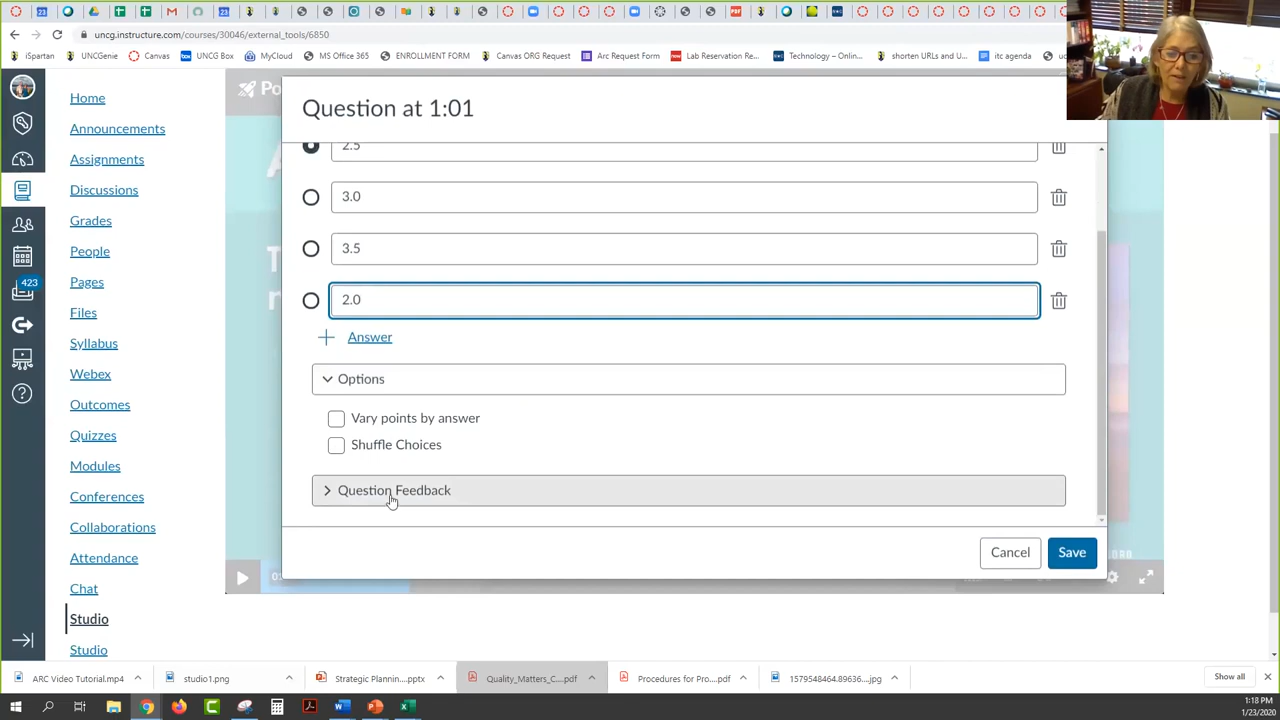 uncg.instructure.com/courses/30046/external_tools/6850
iSpartan
UNCGenie
Canvas
UNCG Box
MyCloud
MS Office 365
ENROLLMENT FORM
Canvas ORG Request
Arc Request Form
Lab Reservation Re...
Technology – Onlin...
shorten URLs and U...
itc agenda
Home
Announcements
Assignments
Discussions
Grades
People
Pages
Files
Syllabus
Webex
Outcomes
Quizzes
Modules
Conferences
Collaborations
Attendance
Chat
Studio
Studio
423
Question at 1:01
2.5
3.0
3.5
2.0
Answer
Options
Vary points by answer
Shuffle Choices
Question Feedback
Cancel
Save
ARC Video Tutorial.mp4
studio1.png
Strategic Plannin....pptx
Quality_Matters_C....pdf
Procedures for Pro....pdf
1579548464.89636....jpg
Show all
1:18 PM
1/23/2020